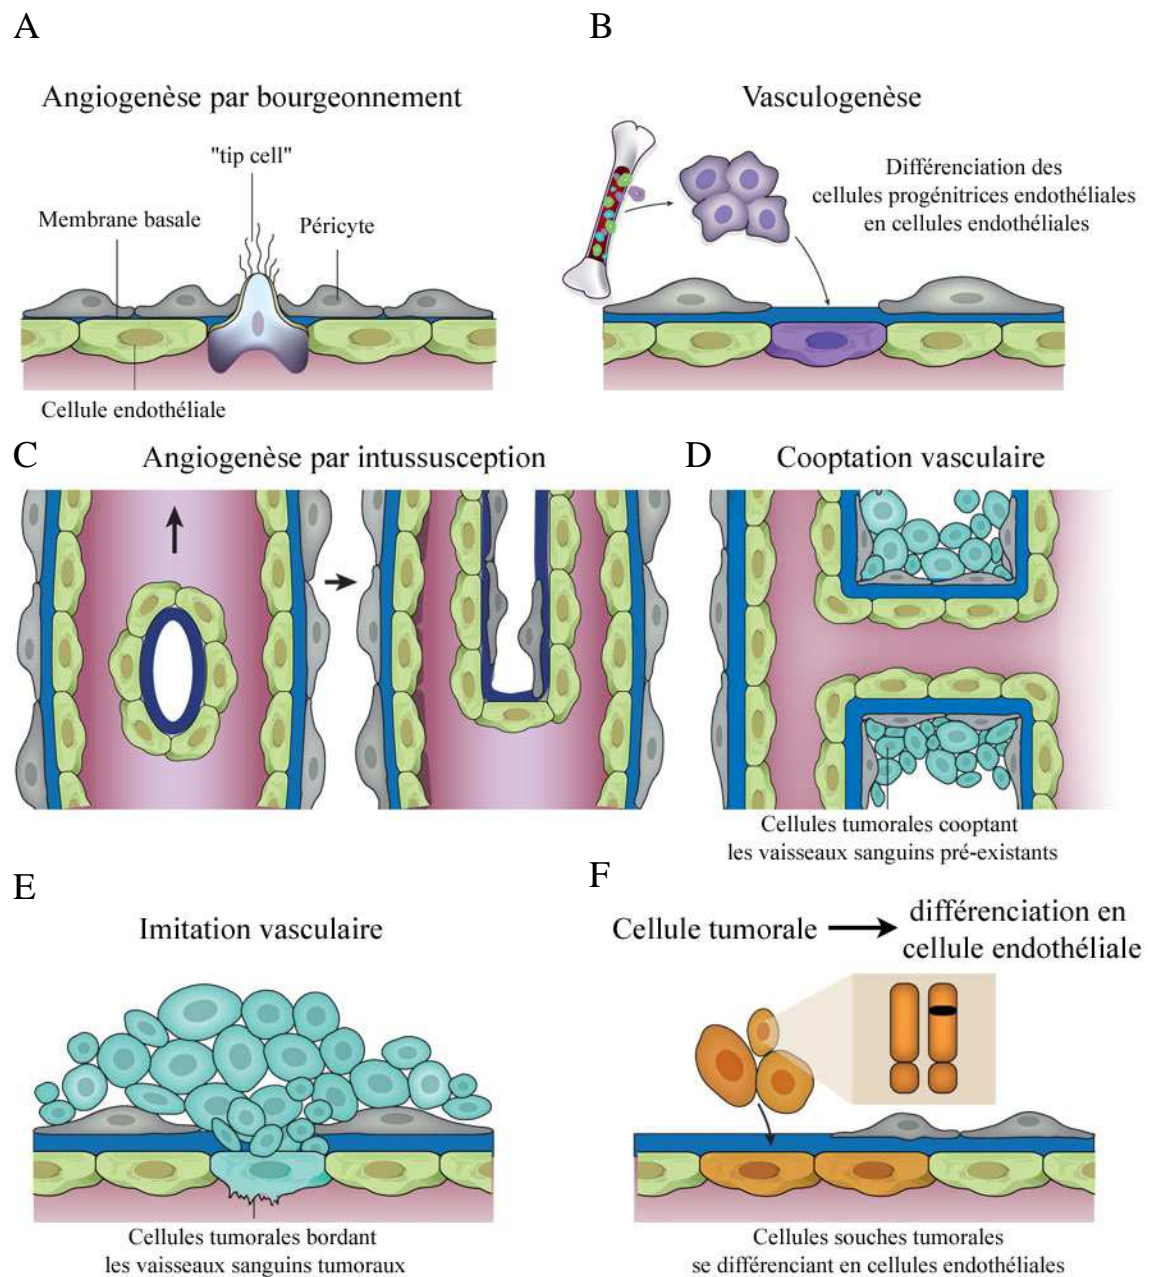 A
Angiogenèse par bourgeonnement
"tip cell"
Membrane basale
Péricyte
Cellule endothéliale
B
Vasculogenèse
Différenciation des
cellules progénitrices endothéliales
en cellules endothéliales
C
Angiogenèse par intussusception
D
Cooptation vasculaire
Cellules tumorales cooptant
les vaisseaux sanguins pré-existants
E
Imitation vasculaire
Cellules tumorales bordant
les vaisseaux sanguins tumoraux
F
Cellule tumorale
différenciation en
cellule endothéliale
Cellules souches tumorales
se différenciant en cellules endothéliales